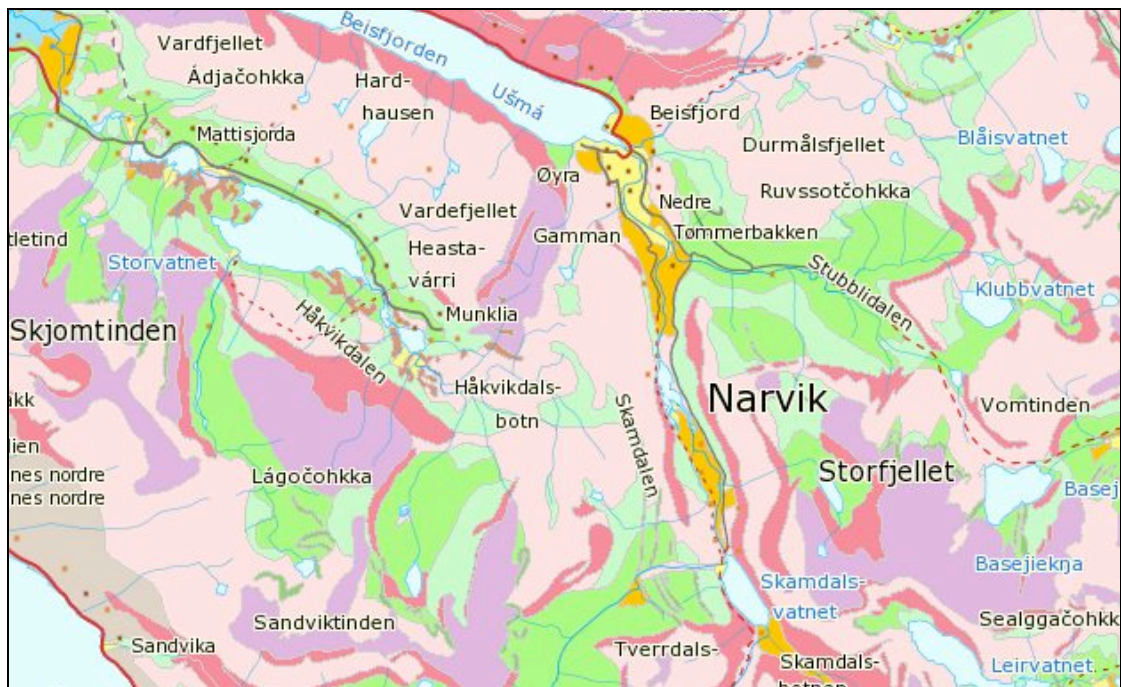 Beisfjorden
Ušmá
Vardfjellet
Ádjačohkka
Hard-
hausen
Beisfjord
Mattisjorda
Durmålsfjellet
Blåisvatnet
Øyra
Ruvssotčohkka
Nedre
Tømmerbakken
Vardefjellet
Heasta-
várri
Gamman
tletind
Storvatnet
Stubblidalen
Klubbvatnet
Håkvikdalen
Munklia
Skjomtinden
Håkvikdals-
botn
Skamdalen
Narvik
Vomtinden
åkk
lien
nes nordre
nes nordre
Lágočohkka
Storfjellet
Basej
Basejiekŋa
Skamdals-
vatnet
Sandviktinden
Sealggačohkk
Sandvika
Tverrdals-
Skamdals-
botnen
Leirvatnet